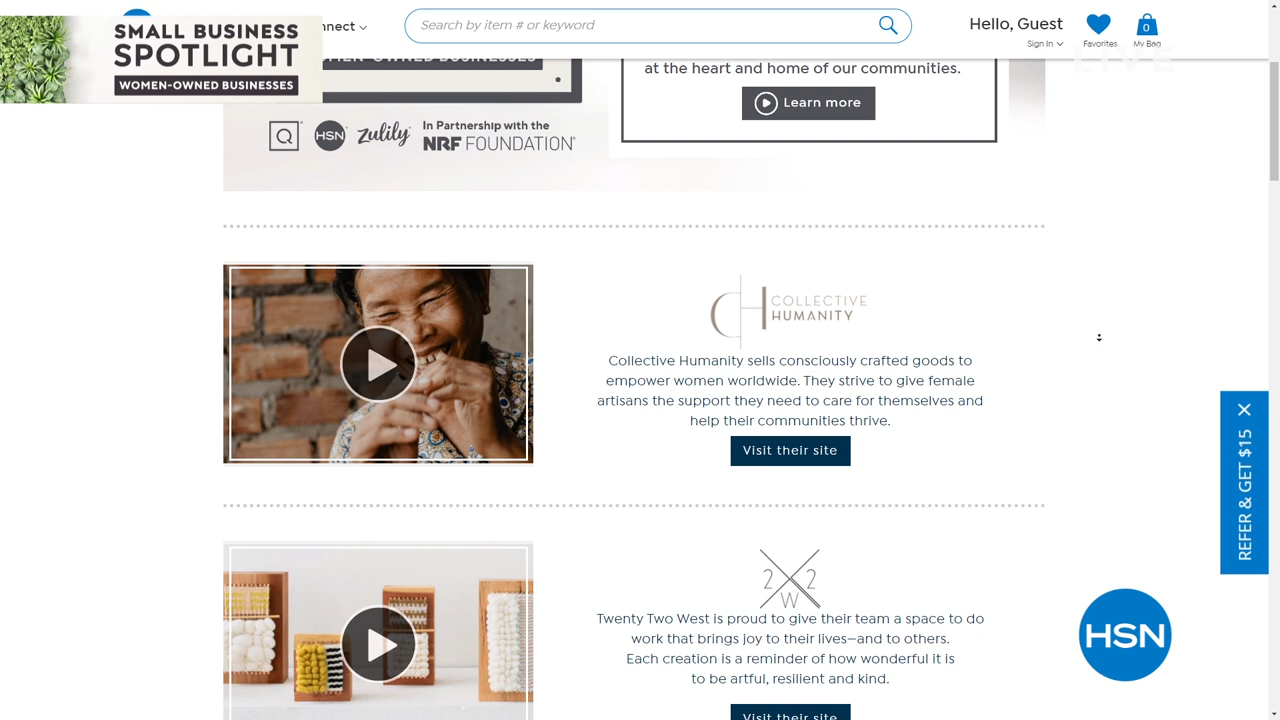 SMALL BUSINESS
SPOTLIGHT
WOMEN-OWNED BUSINESSES
nnect
Search by item # or keyword
Hello, Guest
Sign In
Favorites
0
My Bag
LIVE
MEN-OWNED BUSINESSES
at the heart and home of our communities.
Learn more
Q
HSN
zulily
In Partnership with the
NRF FOUNDATION
CH COLLECTIVE
HUMANITY
Collective Humanity sells consciously crafted goods to
empower women worldwide. They strive to give female
artisans the support they need to care for themselves and
help their communities thrive.
Visit their site
REFER & GET $15
2 2
W
Twenty Two West is proud to give their team a space to do
work that brings joy to their lives—and to others.
Each creation is a reminder of how wonderful it is
to be artful, resilient and kind.
HSN
Visit their site